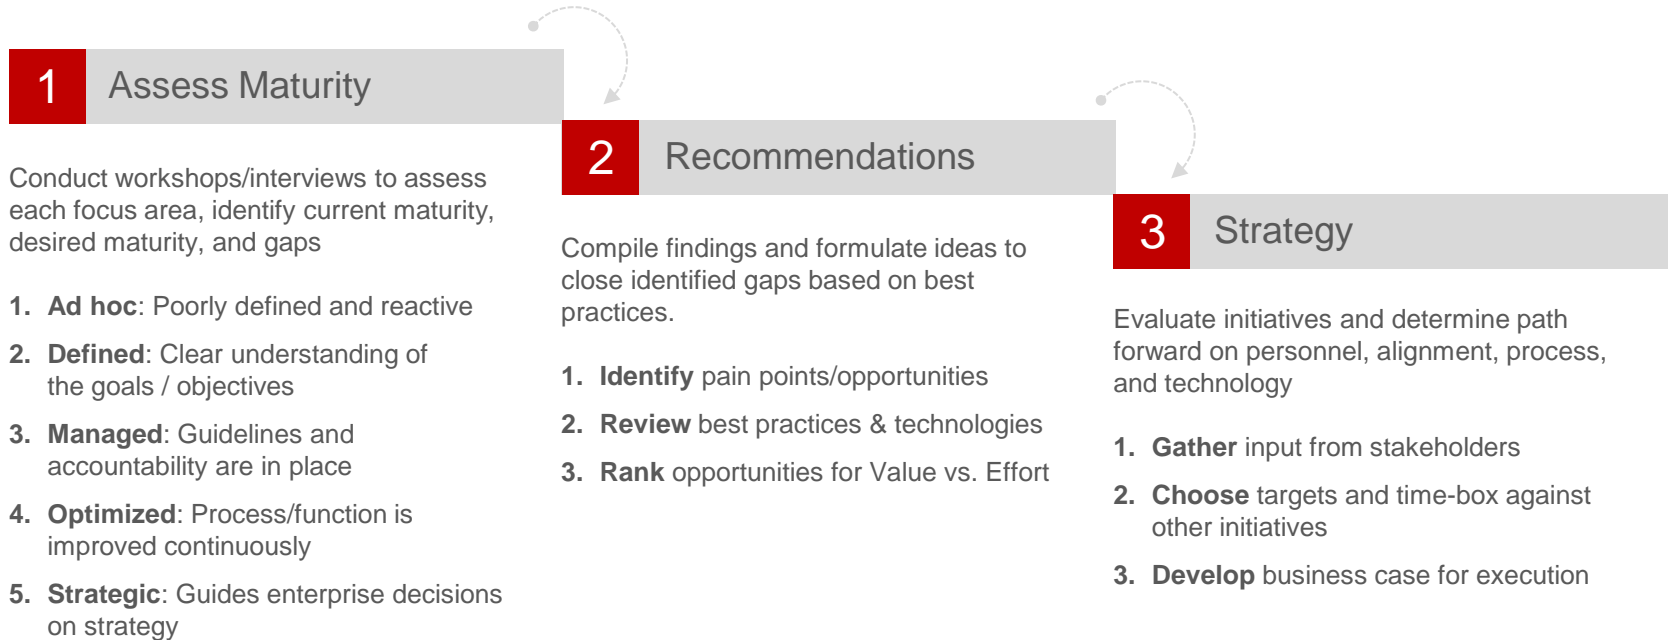 1 Assess Maturity
Conduct workshops/interviews to assess
each focus area, identify current maturity,
desired maturity, and gaps
1. Ad hoc: Poorly defined and reactive
2. Defined: Clear understanding of
the goals / objectives
3. Managed: Guidelines and
accountability are in place
4. Optimized: Process/function is
improved continuously
5. Strategic: Guides enterprise decisions
on strategy
2 Recommendations
Compile findings and formulate ideas to
close identified gaps based on best
practices.
1. Identify pain points/opportunities
2. Review best practices & technologies
3. Rank opportunities for Value vs. Effort
3 Strategy
Evaluate initiatives and determine path
forward on personnel, alignment, process,
and technology
1. Gather input from stakeholders
2. Choose targets and time-box against
other initiatives
3. Develop business case for execution